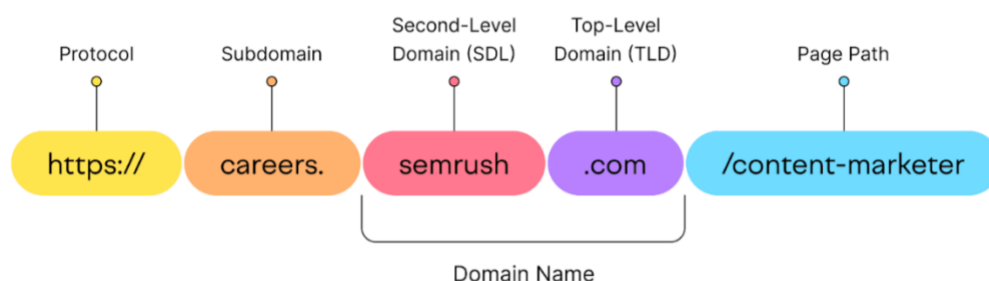 Protocol
Subdomain
Second-Level
Domain (SDL)
Top-Level
Domain (TLD)
Page Path
https://
careers.
semrush
.com
/content-marketer
Domain Name